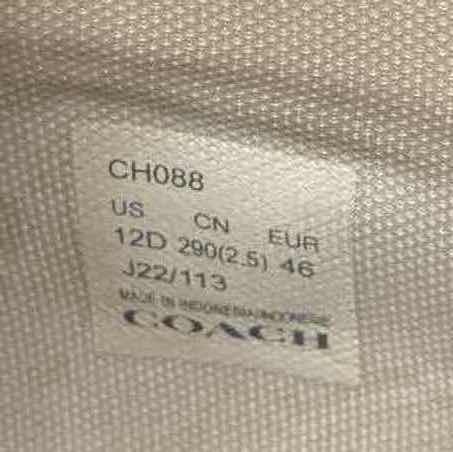 CH088
US CN EUR
12D 290(2.5) 46
J22/113
MADE IN INDONESIA/INDONESIE
COACH